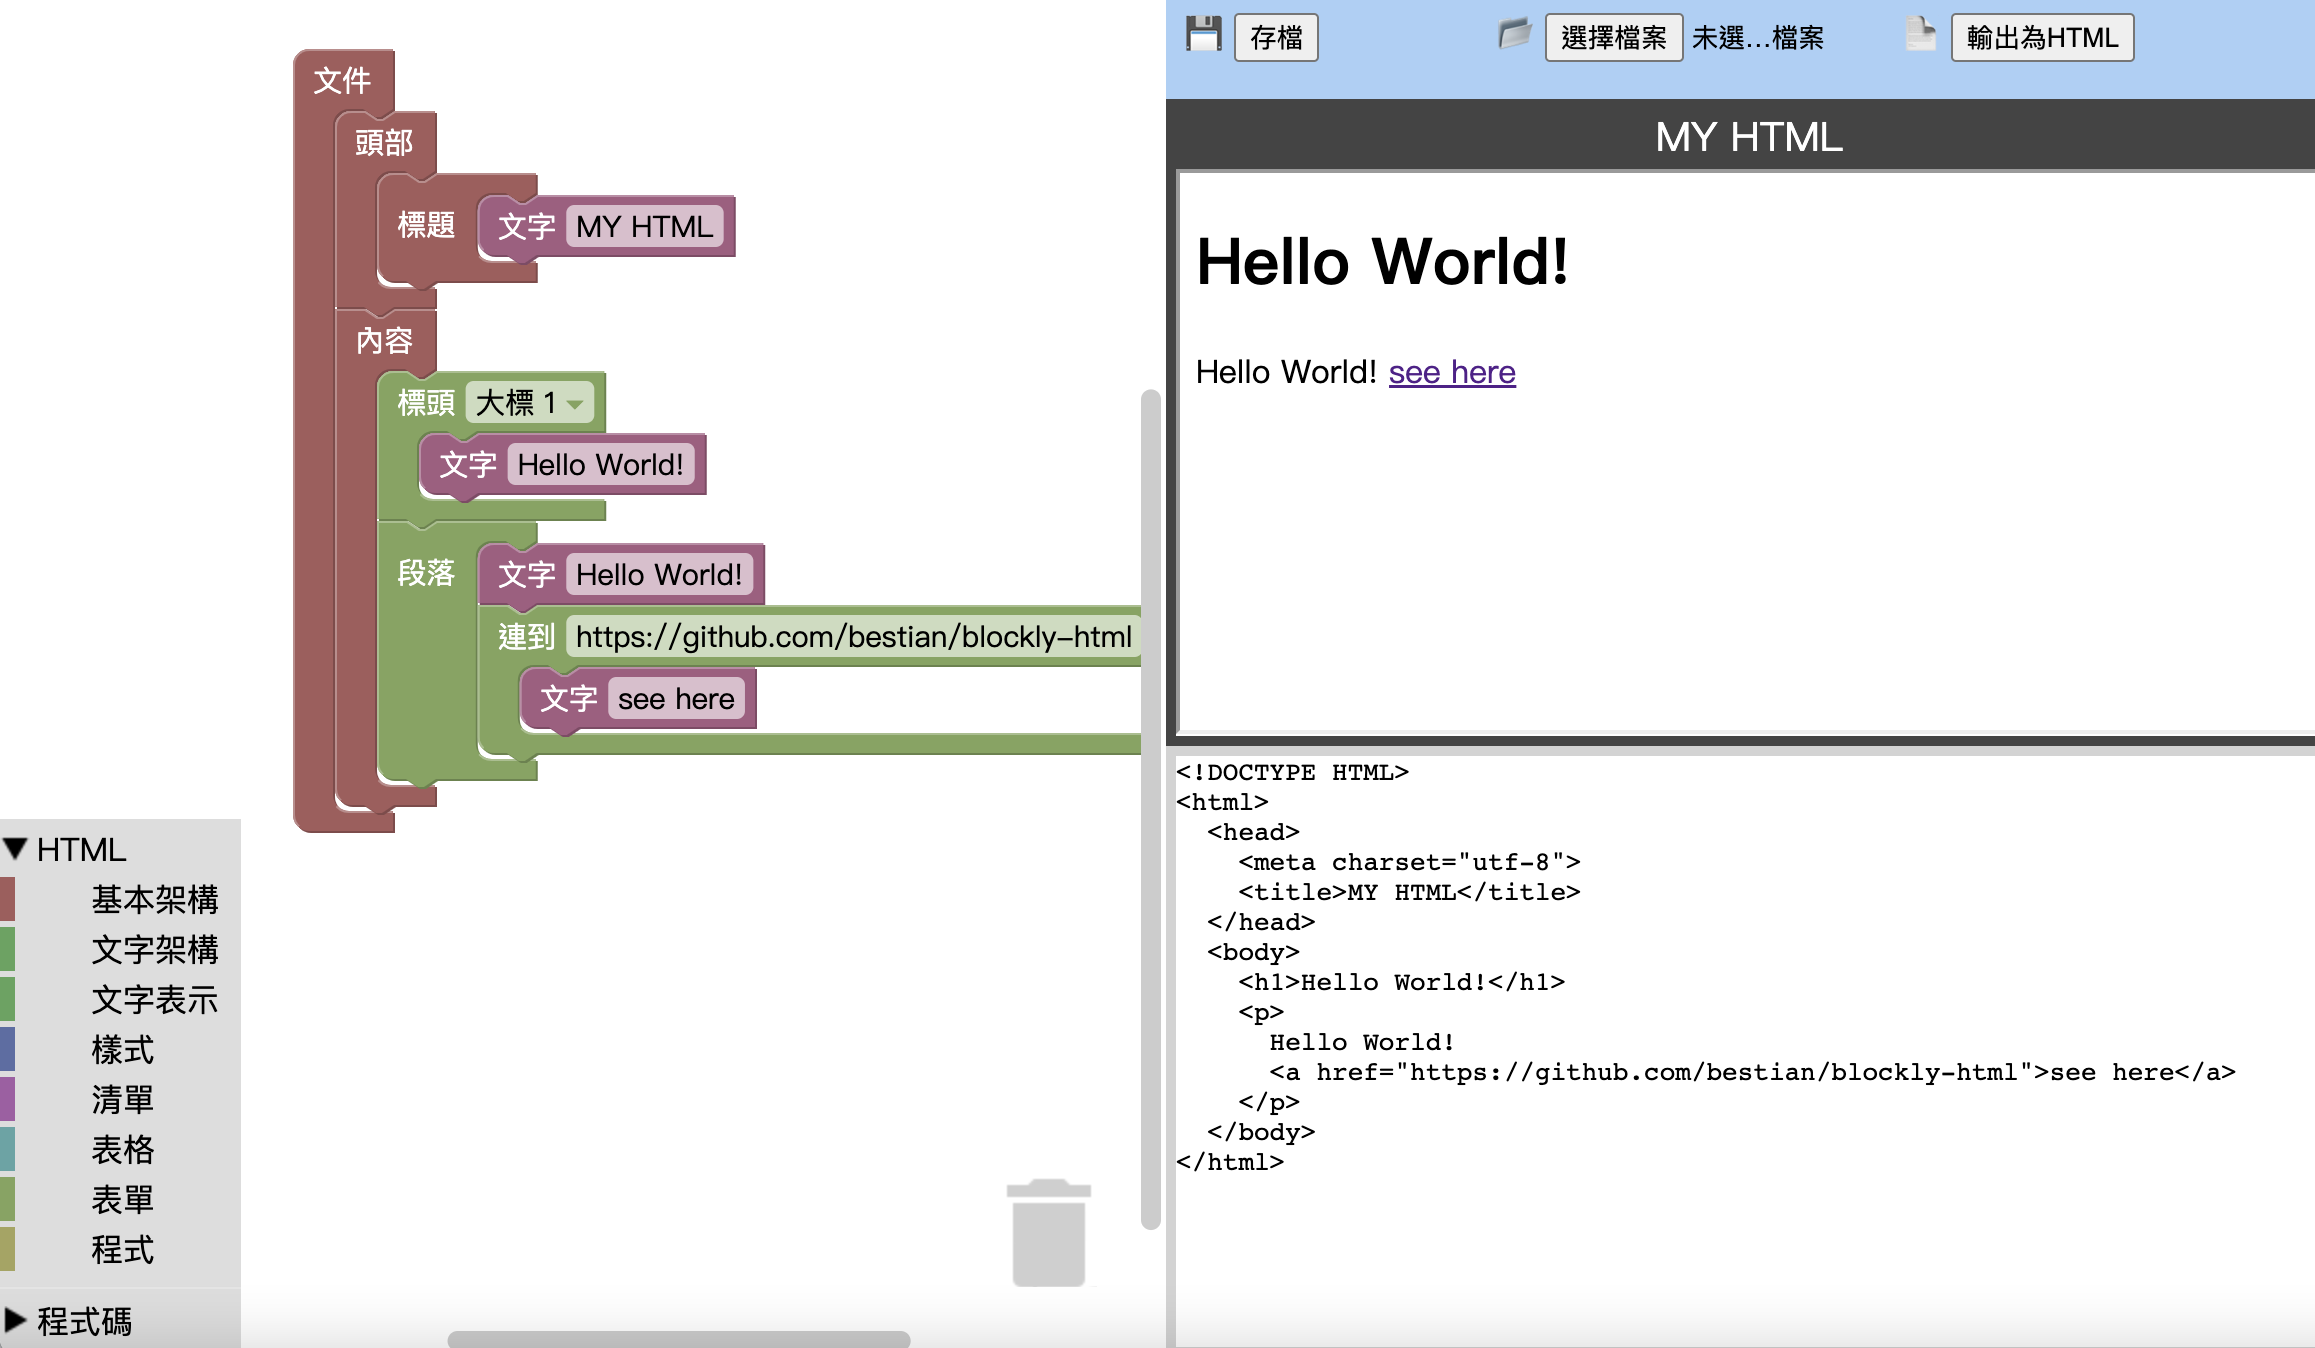 文件
頭部
標題 文字 MY HTML
內容
標頭 大標 1
文字 Hello World!
段落 文字 Hello World!
連到 https://github.com/bestian/blockly-html
文字 see here
HTML
基本架構
文字架構
文字表示
樣式
清單
表格
表單
程式
程式碼
存檔 選擇檔案 未選…檔案 輸出為HTML
MY HTML
Hello World!
Hello World! see here
<!DOCTYPE HTML>
<html>
  <head>
    <meta charset="utf-8">
    <title>MY HTML</title>
  </head>
  <body>
    <h1>Hello World!</h1>
    <p>
      Hello World!
      <a href="https://github.com/bestian/blockly-html">see here</a>
    </p>
  </body>
</html>